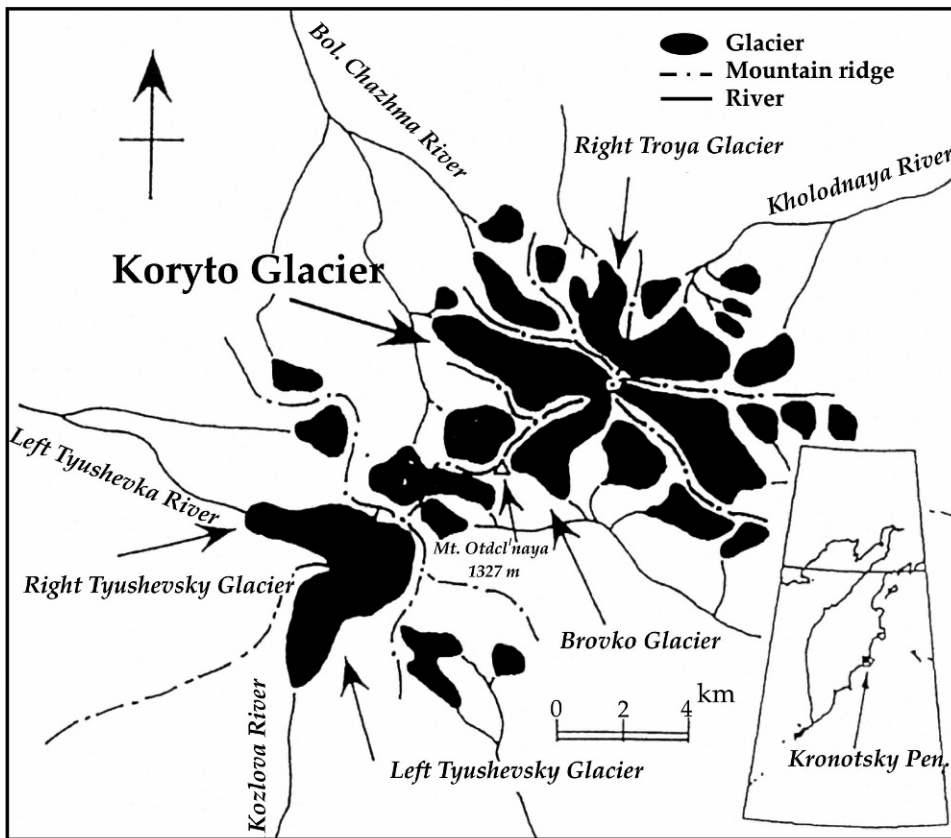 Glacier
Mountain ridge
River
Bol. Chazhma River
Right Troya Glacier
Kholodnaya River
Koryto Glacier
Left Tyushevka River
Mt. Otdcl'naya
1327 m
Right Tyushevsky Glacier
Brovko Glacier
km
0 2 4
Kozlova River
Left Tyushevsky Glacier
Kronotsky Pen.